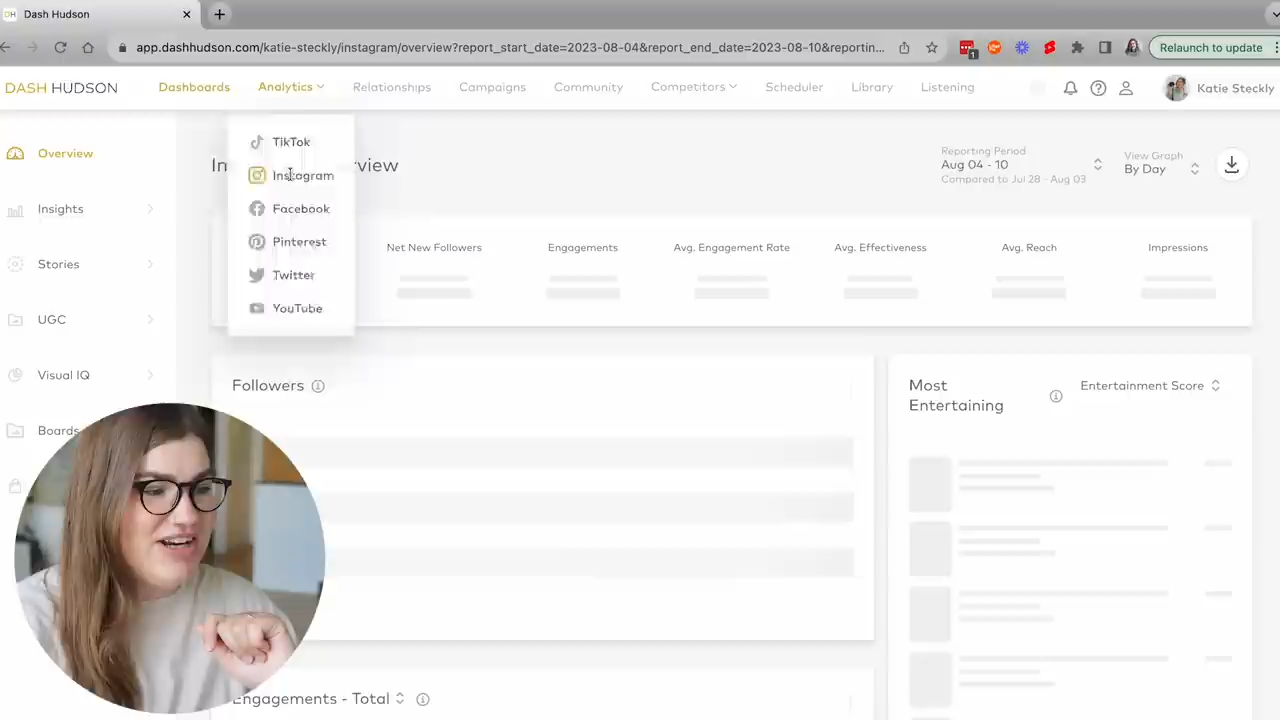 DH Dash Hudson
app.dashhudson.com/katie-steckly/instagram/overview?report_start_date=2023-08-04&report_end_date=2023-08-10&reportin...
1
Relaunch to update
DASH HUDSON
Dashboards
Analytics
Relationships
Campaigns
Community
Competitors
Scheduler
Library
Listening
Katie Steckly
Overview
Insights
Stories
UGC
Visual IQ
Boards
TikTok
Instagram
Facebook
Pinterest
Twitter
YouTube
Reporting Period
Aug 04 - 10
Compared to Jul 28 - Aug 03
View Graph
By Day
Net New Followers
Engagements
Avg. Engagement Rate
Avg. Effectiveness
Avg. Reach
Impressions
Followers
Most
Entertaining
Entertainment Score
Engagements - Total